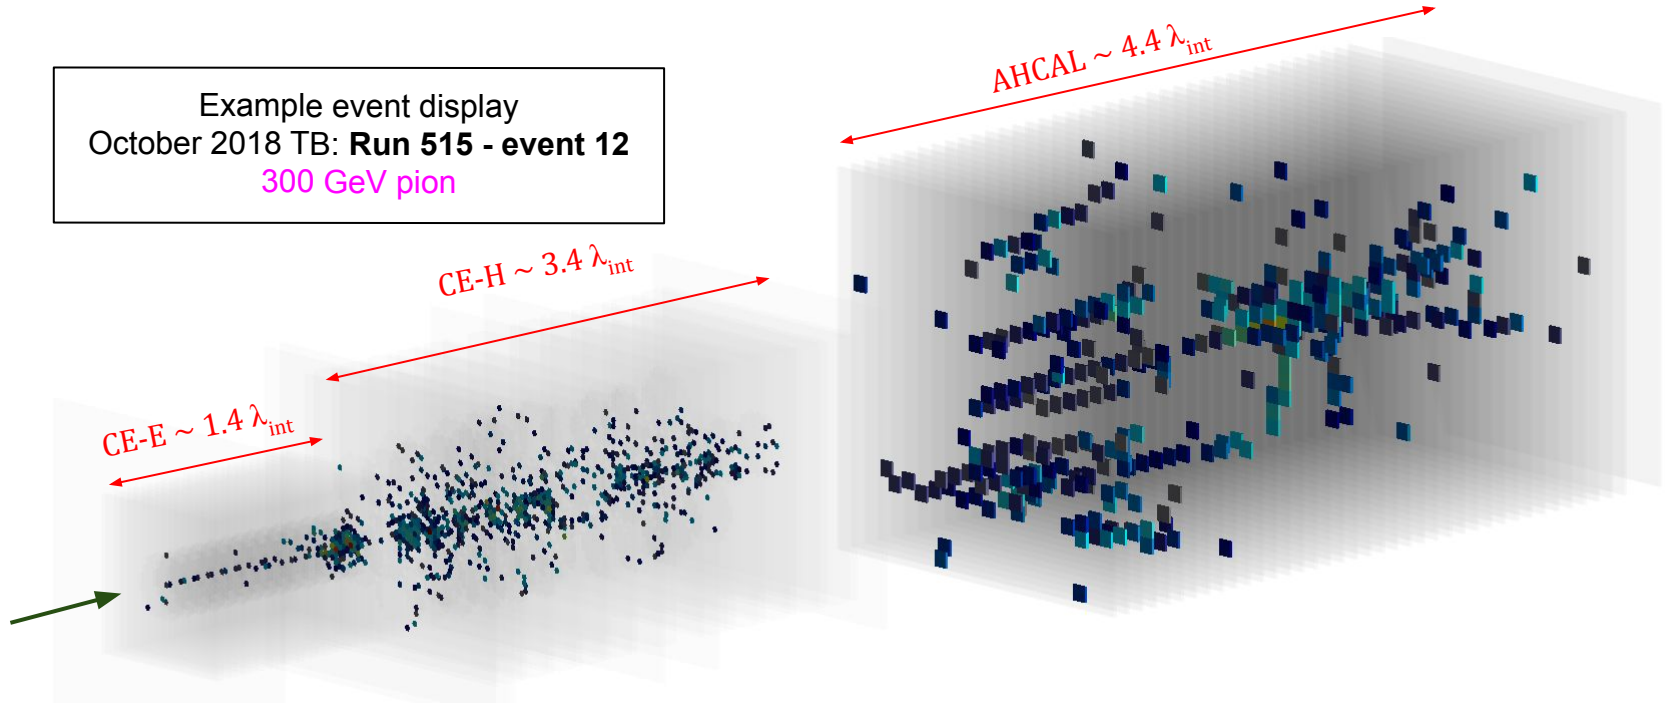 Example event display
October 2018 TB: Run 515 - event 12
300 GeV pion
CE-E ~ 1.4 λint
CE-H ~ 3.4 λint
AHCAL ~ 4.4 λint